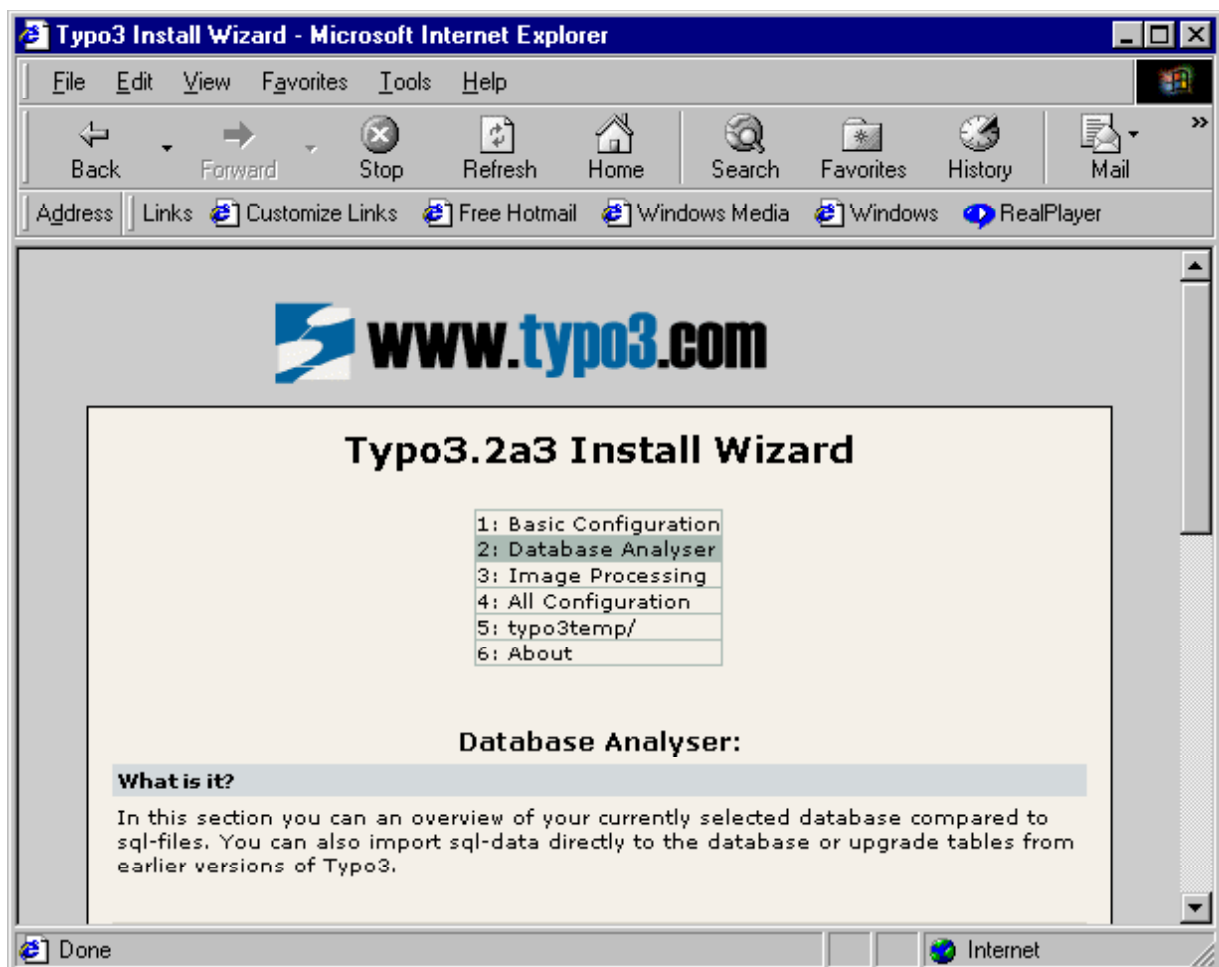 Typo3 Install Wizard - Microsoft Internet Explorer
File Edit View Favorites Tools Help
Back Forward Stop Refresh Home Search Favorites History Mail »
Address Links Customize Links Free Hotmail Windows Media Windows RealPlayer
www.typo3.com
Typo3.2a3 Install Wizard
1: Basic Configuration
2: Database Analyser
3: Image Processing
4: All Configuration
5: typo3temp/
6: About
Database Analyser:
What is it?
In this section you can an overview of your currently selected database compared to
sql-files. You can also import sql-data directly to the database or upgrade tables from
earlier versions of Typo3.
Done Internet